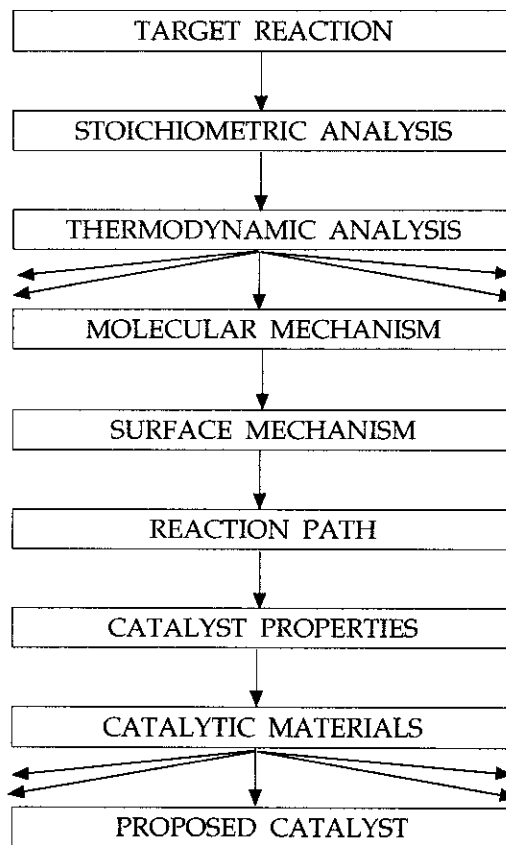 TARGET REACTION
STOICHIOMETRIC ANALYSIS
THERMODYNAMIC ANALYSIS
MOLECULAR MECHANISM
SURFACE MECHANISM
REACTION PATH
CATALYST PROPERTIES
CATALYTIC MATERIALS
PROPOSED CATALYST